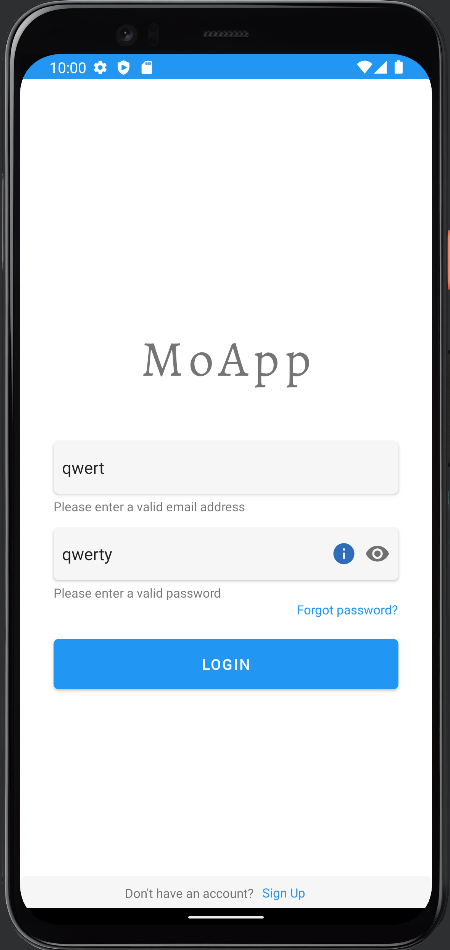 10:00
MoApp
qwert
Please enter a valid email address
qwerty
Please enter a valid password
Forgot password?
LOGIN
Don't have an account? Sign Up